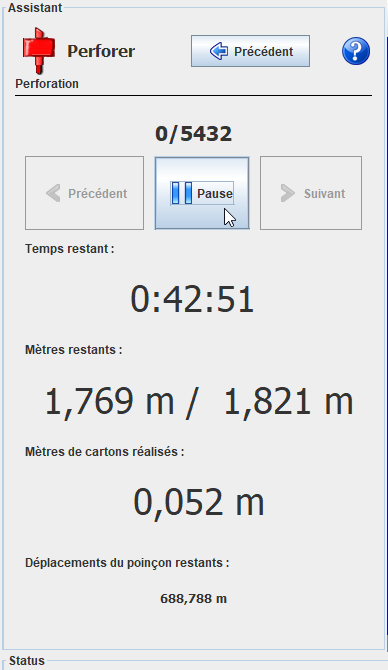 Assistant
Perforer
Précédent
?
Perforation
0/5432
Précédent
Pause
Suivant
Temps restant :
0:42:51
Mètres restants :
1,769 m / 1,821 m
Mètres de cartons réalisés :
0,052 m
Déplacements du poinçon restants :
688,788 m
Status